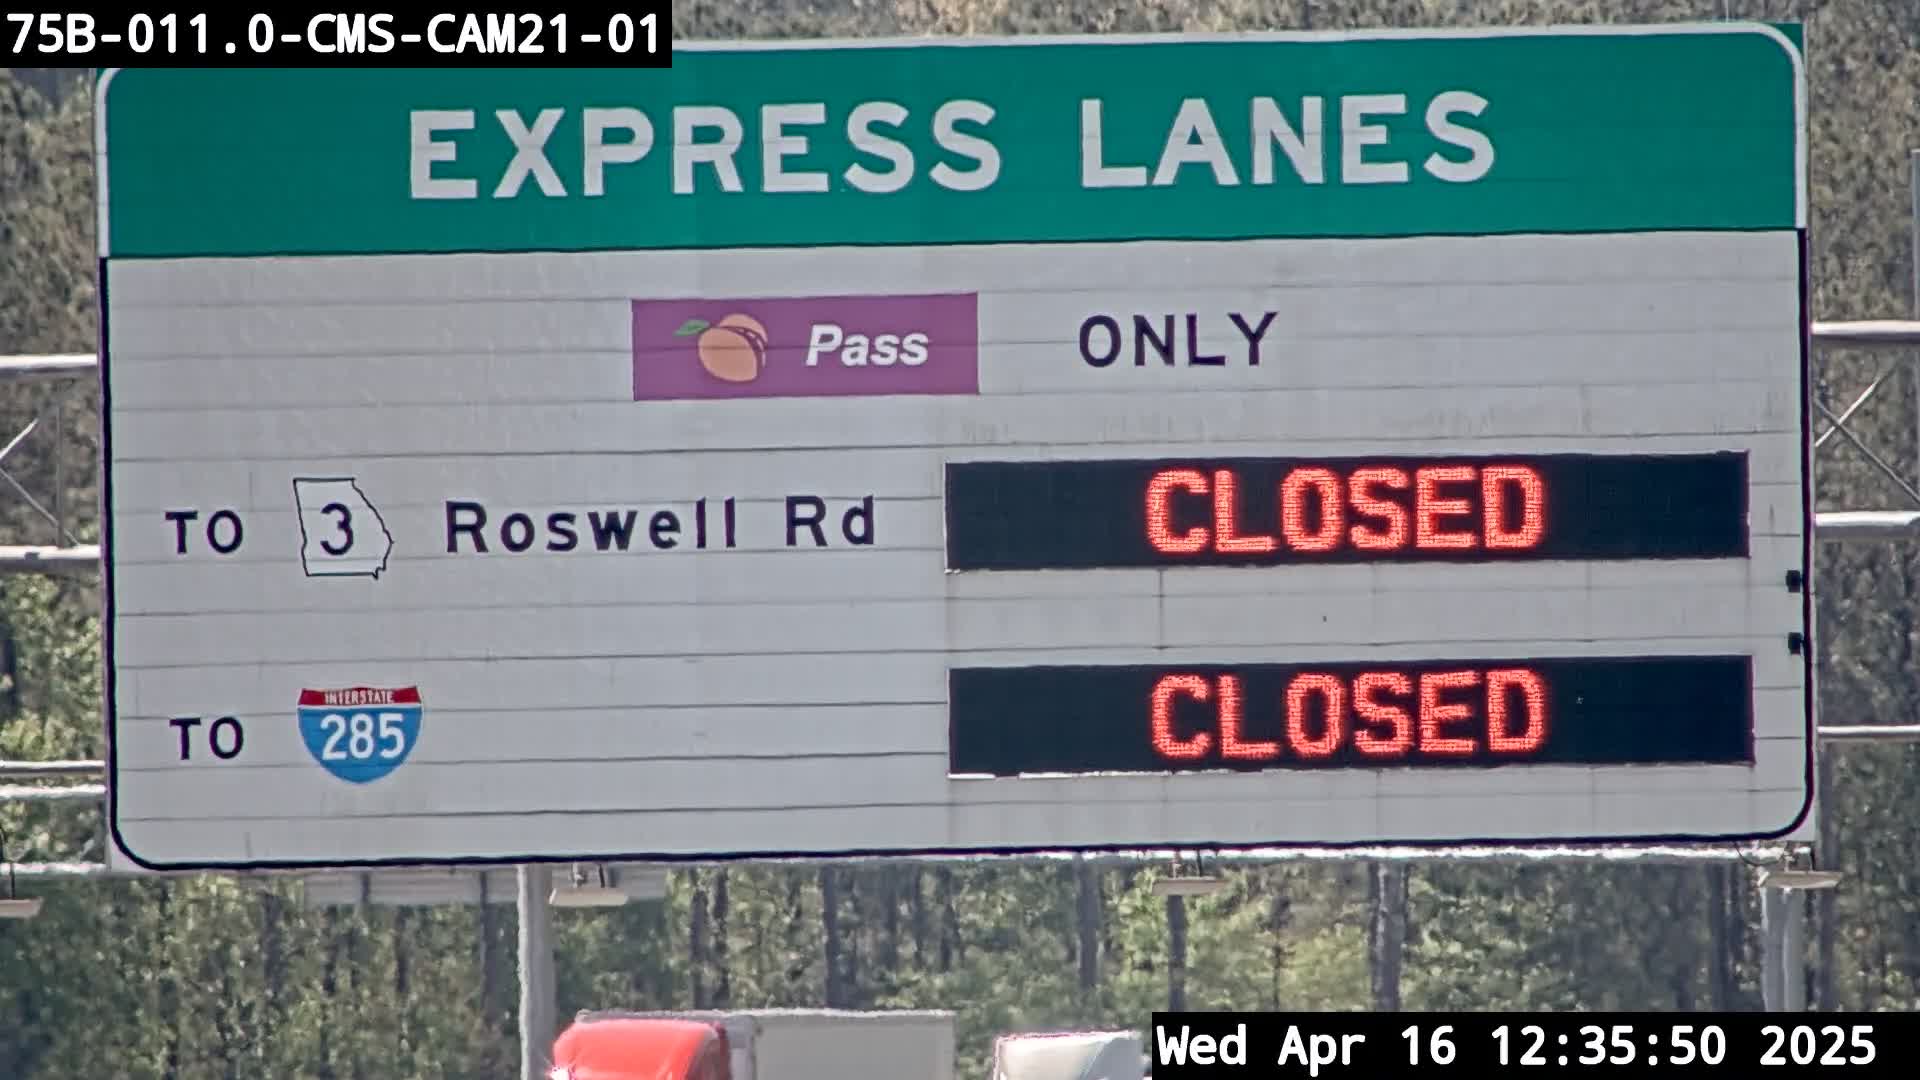 75B-011.0-CMS-CAM21-01
EXPRESS LANES
Pass ONLY
TO 3 Roswell Rd CLOSED
INTERSTATE
TO 285 CLOSED
Wed Apr 16 12:35:50 2025